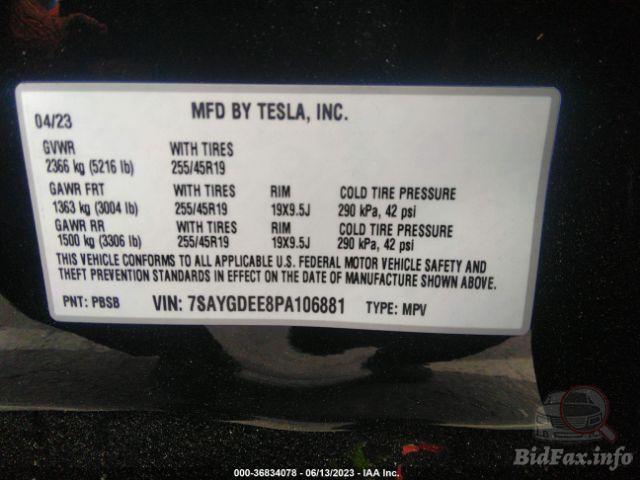 MFD BY TESLA, INC.
04/23
GVWR WITH TIRES
2366 kg (5216 lb) 255/45R19
GAWR FRT WITH TIRES RIM COLD TIRE PRESSURE
1363 kg (3004 lb) 255/45R19 19X9.5J 290 kPa, 42 psi
GAWR RR WITH TIRES RIM COLD TIRE PRESSURE
1500 kg (3306 lb) 255/45R19 19X9.5J 290 kPa, 42 psi
THIS VEHICLE CONFORMS TO ALL APPLICABLE U.S. FEDERAL MOTOR VEHICLE SAFETY AND
THEFT PREVENTION STANDARDS IN EFFECT ON THE DATE OF MANUFACTURE SHOWN ABOVE.
PNT: PBSB VIN: 7SAYGDEE8PA106881 TYPE: MPV
BidFax.info
000-36834078 - 06/13/2023 - IAA Inc.